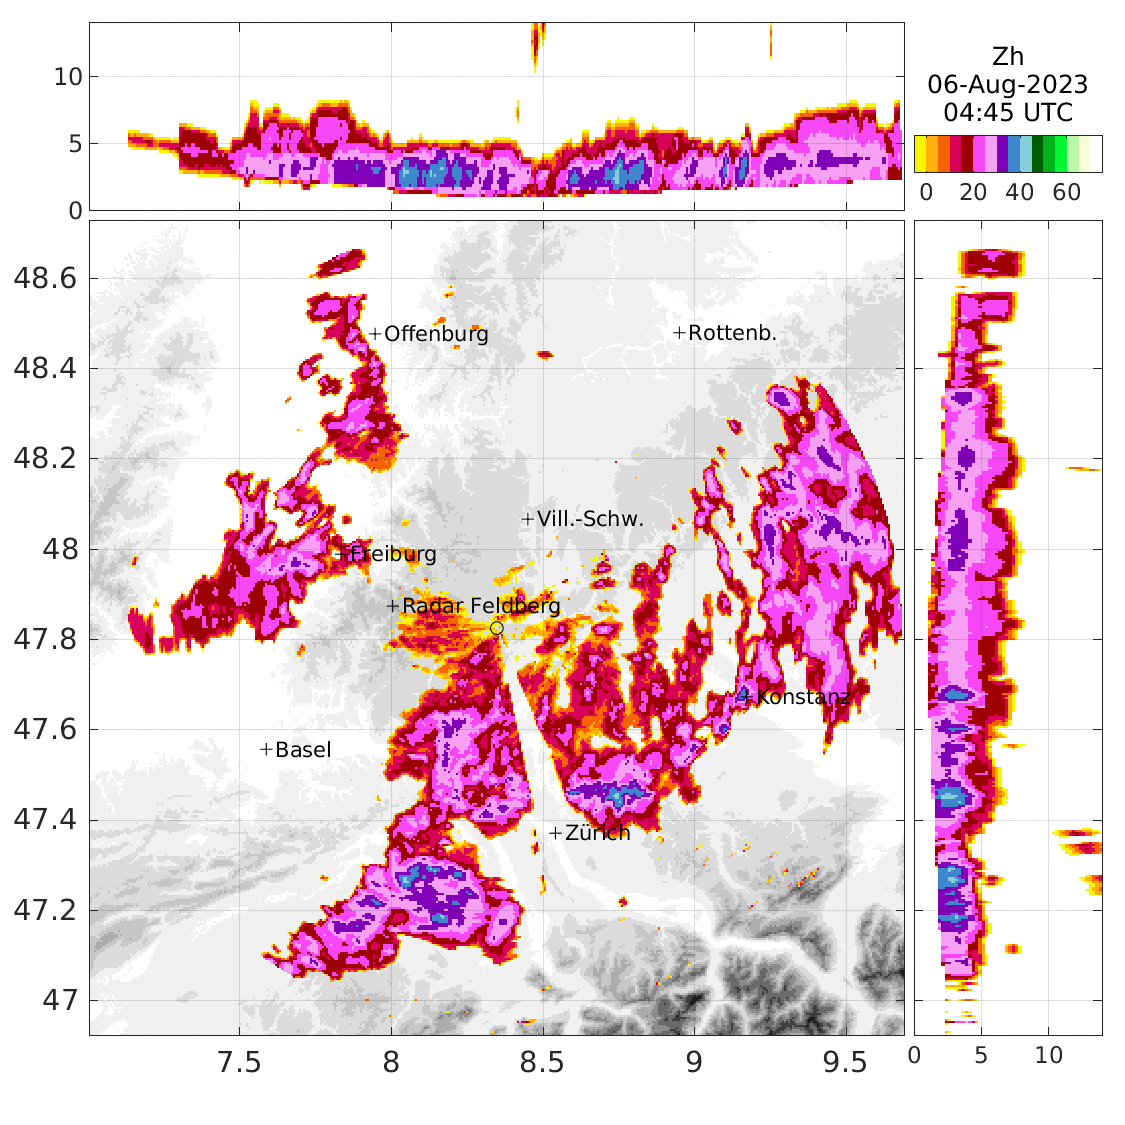 10
5
0
Zh
06-Aug-2023
04:45 UTC
0 20 40 60
48.6
48.4
48.2
48
47.8
47.6
47.4
47.2
47
+Offenburg
+Rottenb.
+Vill.-Schw.
+Freiburg
+Radar Feldberg
+Konstanz
+Basel
+Zürich
7.5 8 8.5 9 9.5
0 5 10